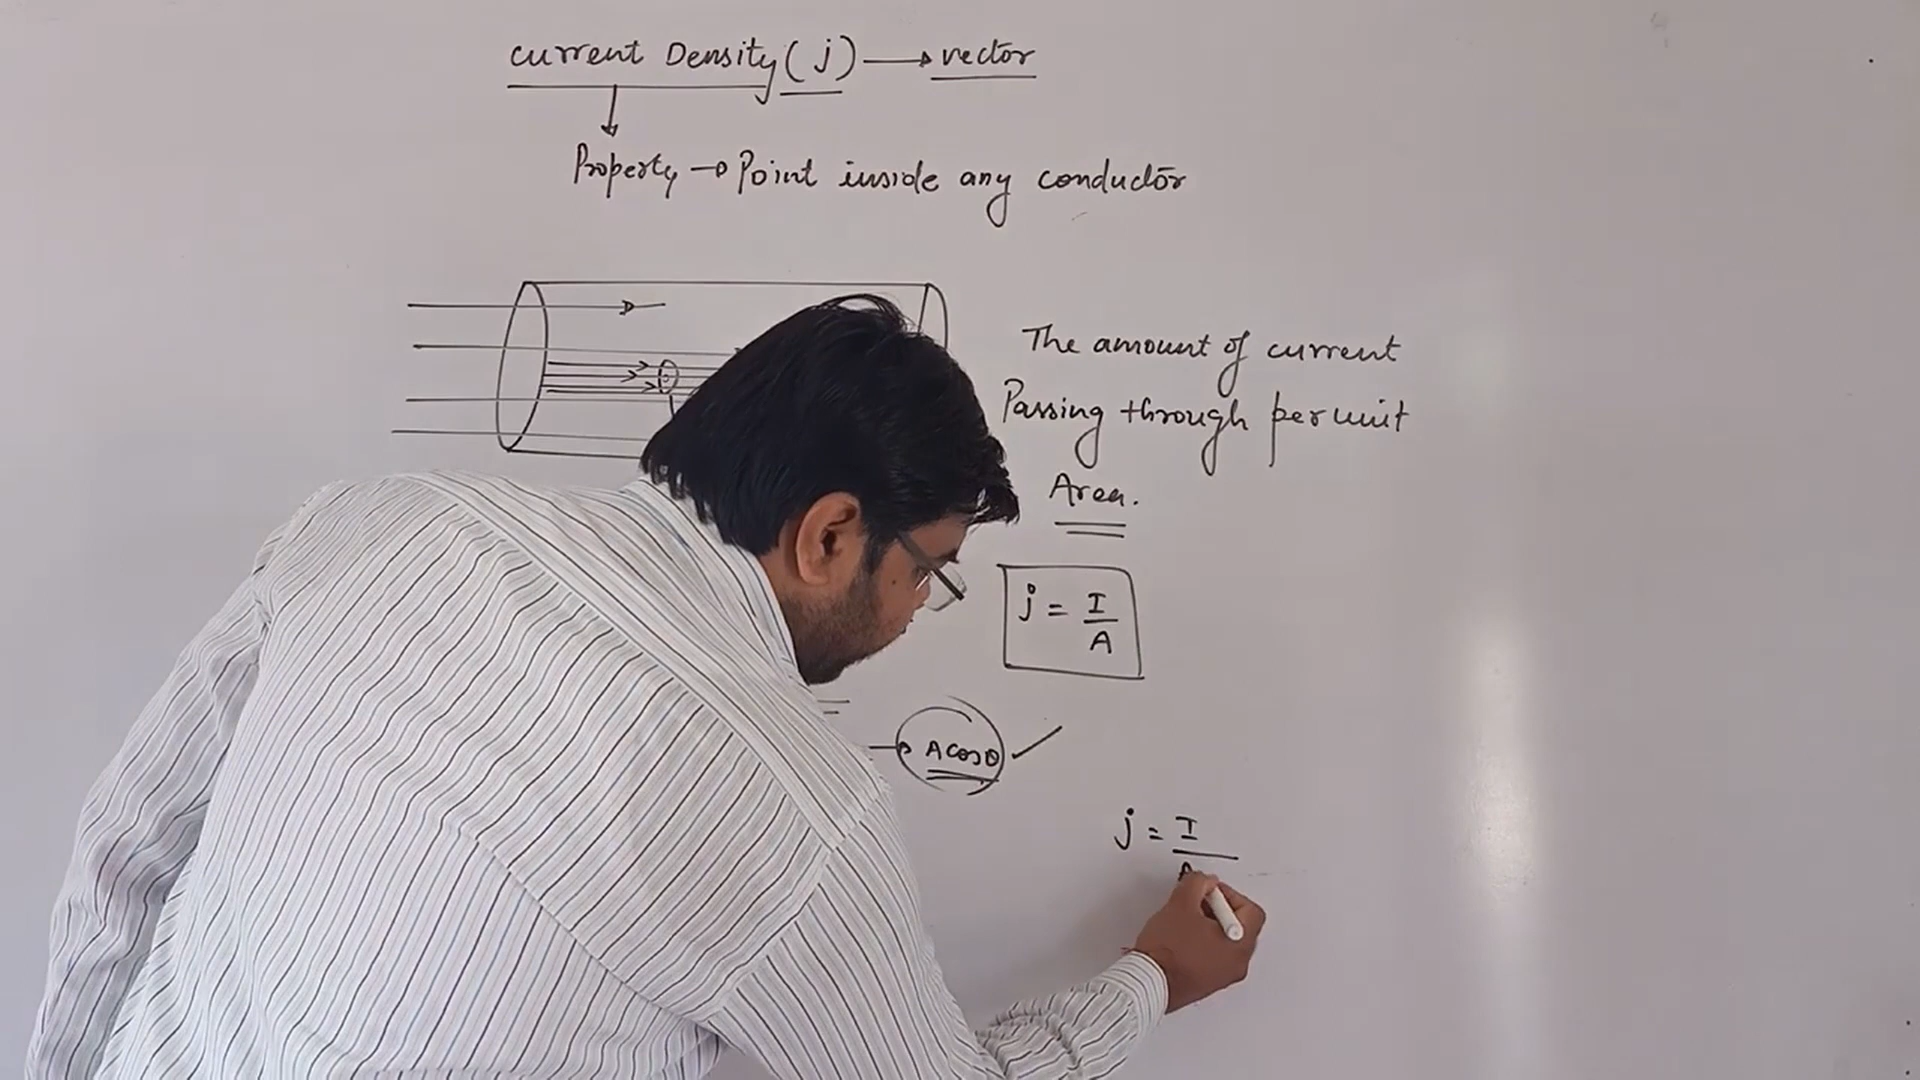 current Density (j) → vector
Property → Point inside any conductor
The amount of current
Passing through per unit
Area.
j = I/A
→ A cosθ ✓
j = I/A